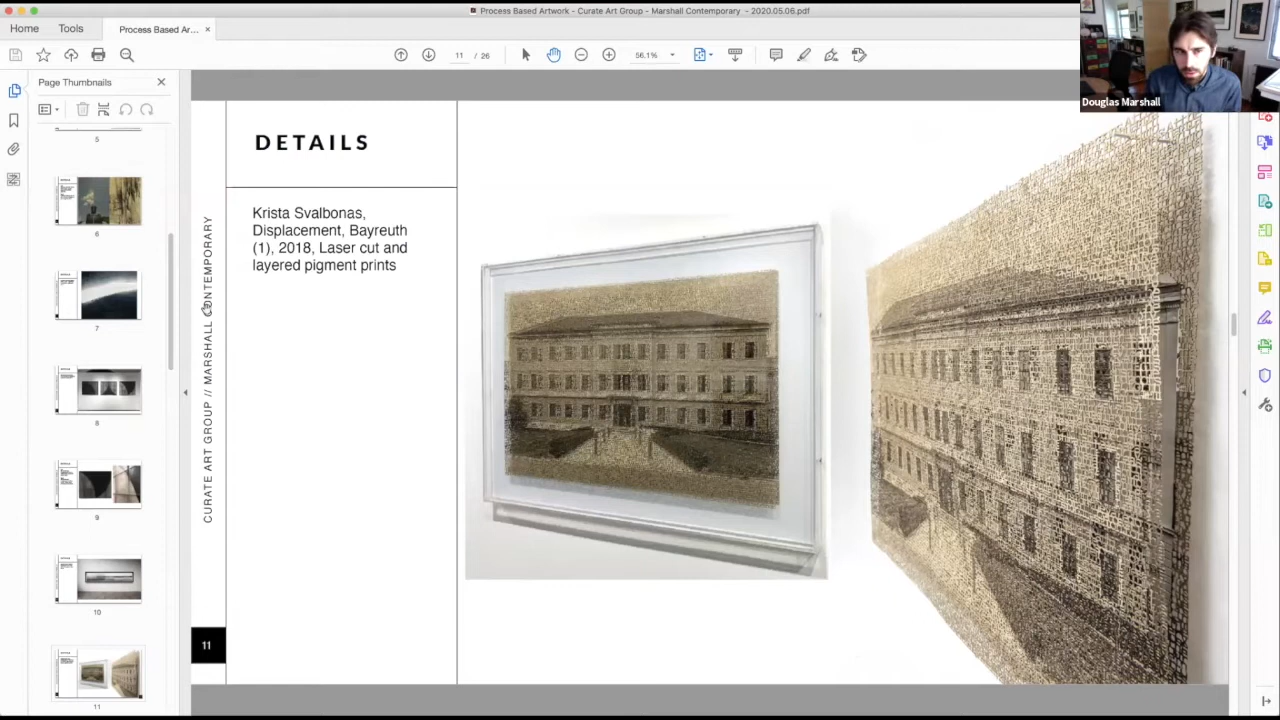 Process Based Artwork - Curate Art Group - Marshall Contemporary - 2020.05.06.pdf
Home
Tools
Process Based Ar...
11 / 26
56.1%
Page Thumbnails
5
6
7
8
9
10
11
DETAILS
Krista Svalbonas,
Displacement, Bayreuth
(1), 2018, Laser cut and
layered pigment prints
CURATE ART GROUP // MARSHALL CONTEMPORARY
11
Douglas Marshall